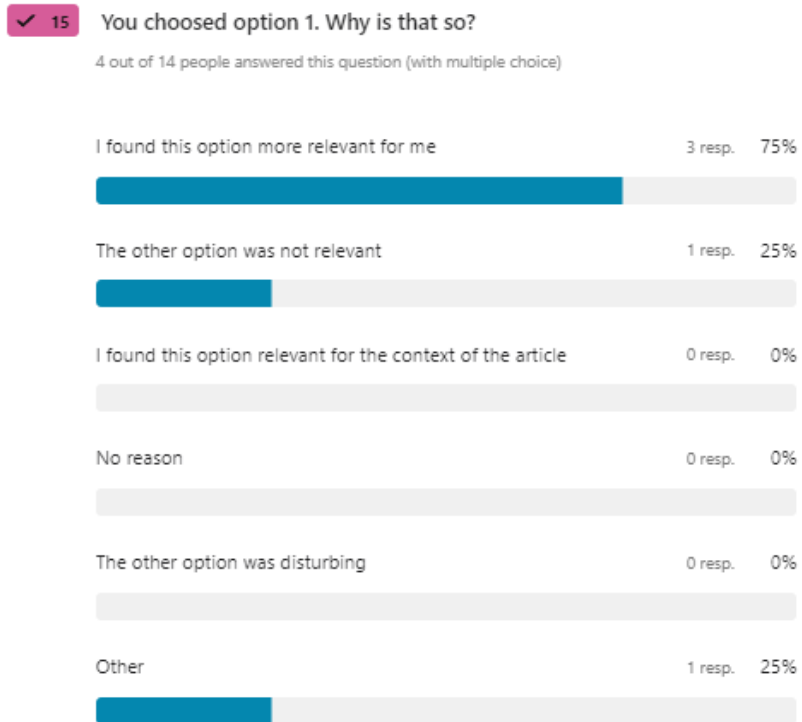 15 You choosed option 1. Why is that so?
4 out of 14 people answered this question (with multiple choice)
I found this option more relevant for me 3 resp. 75%
The other option was not relevant 1 resp. 25%
I found this option relevant for the context of the article 0 resp. 0%
No reason 0 resp. 0%
The other option was disturbing 0 resp. 0%
Other 1 resp. 25%